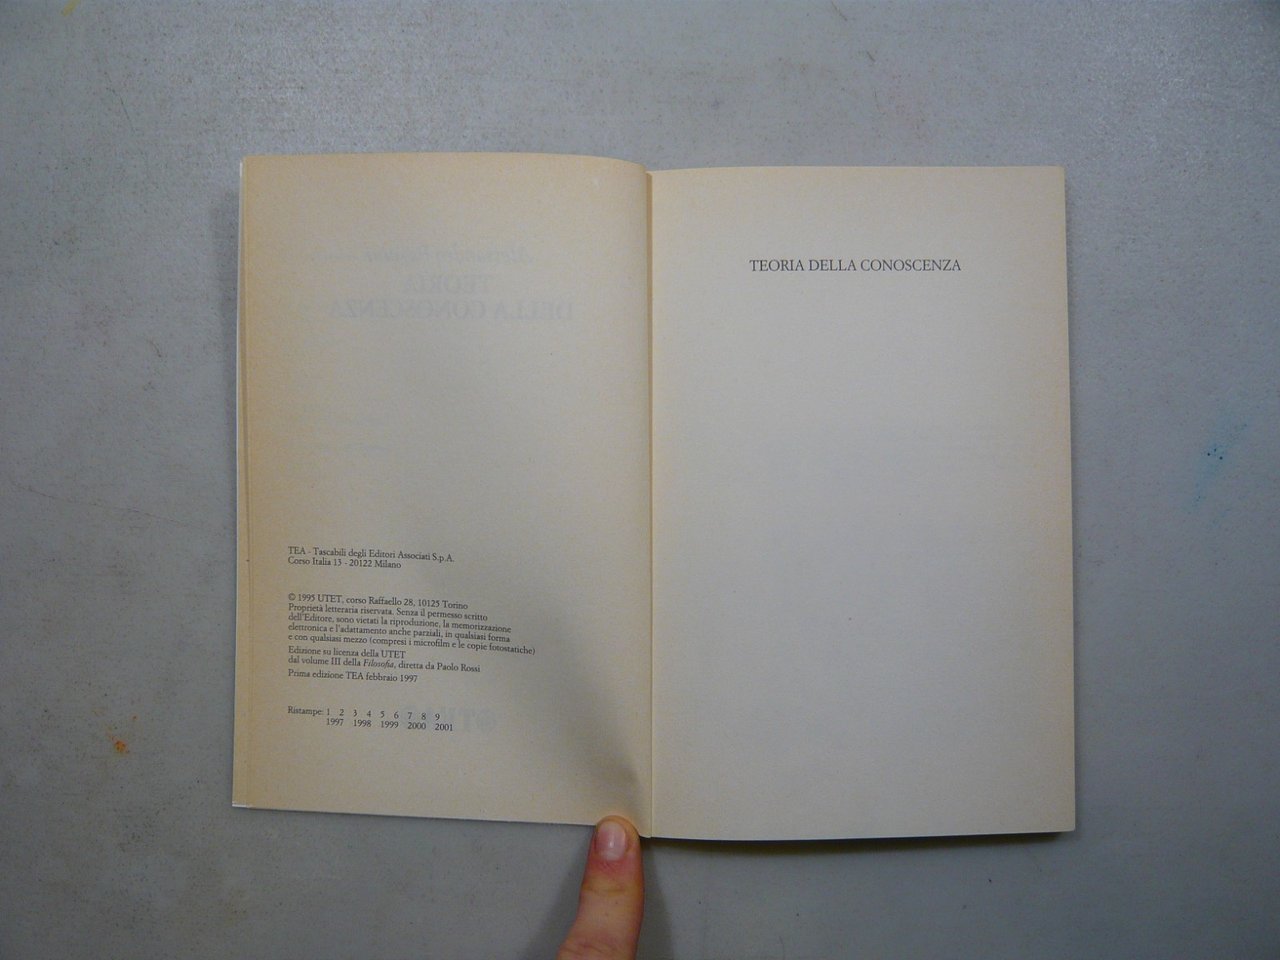 TEA - Tascabili degli Editori Associati S.p.A.
Corso Italia 13 - 20122 Milano
© 1995 UTET, corso Raffaello 28, 10125 Torino
Proprietà letteraria riservata. Senza il permesso scritto
dell'Editore, sono vietati la riproduzione, la memorizzazione
elettronica e l'adattamento anche parziali, in qualsiasi forma
e con qualsiasi mezzo (compresi i microfilm e le copie fotostatiche)
Edizione su licenza della UTET
dal volume III della Filosofia, diretta da Paolo Rossi
Prima edizione TEA febbraio 1997
Ristampe: 1 2 3 4 5 6 7 8 9
1997 1998 1999 2000 2001
TEORIA DELLA CONOSCENZA